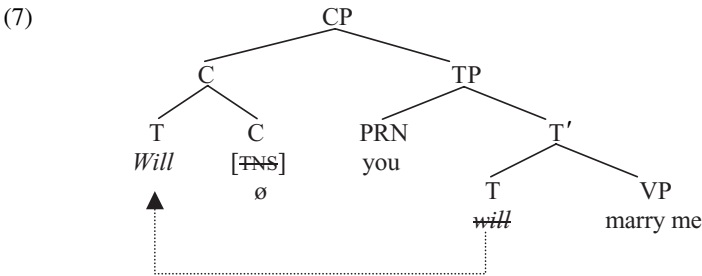 (7) CP
C TP
T C PRN T′
Will [TNS] you T VP
ø will marry me